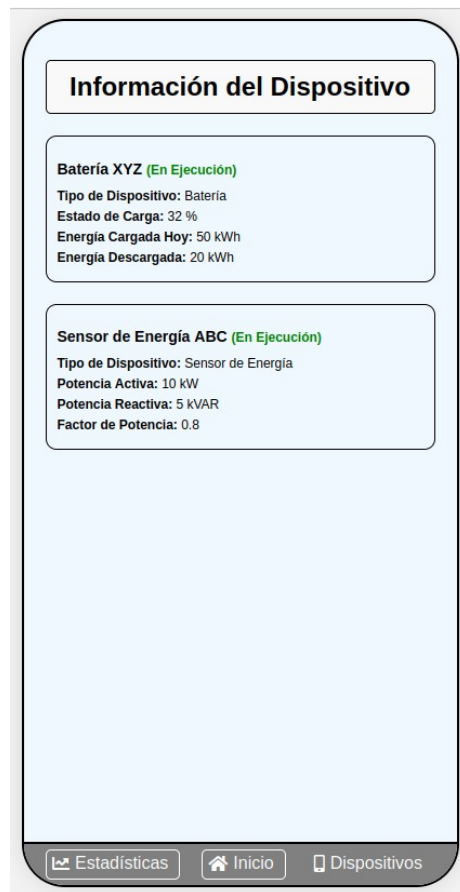 Información del Dispositivo
Batería XYZ (En Ejecución)
Tipo de Dispositivo: Batería
Estado de Carga: 32 %
Energía Cargada Hoy: 50 kWh
Energía Descargada: 20 kWh
Sensor de Energía ABC (En Ejecución)
Tipo de Dispositivo: Sensor de Energía
Potencia Activa: 10 kW
Potencia Reactiva: 5 kVAR
Factor de Potencia: 0.8
Estadísticas Inicio Dispositivos